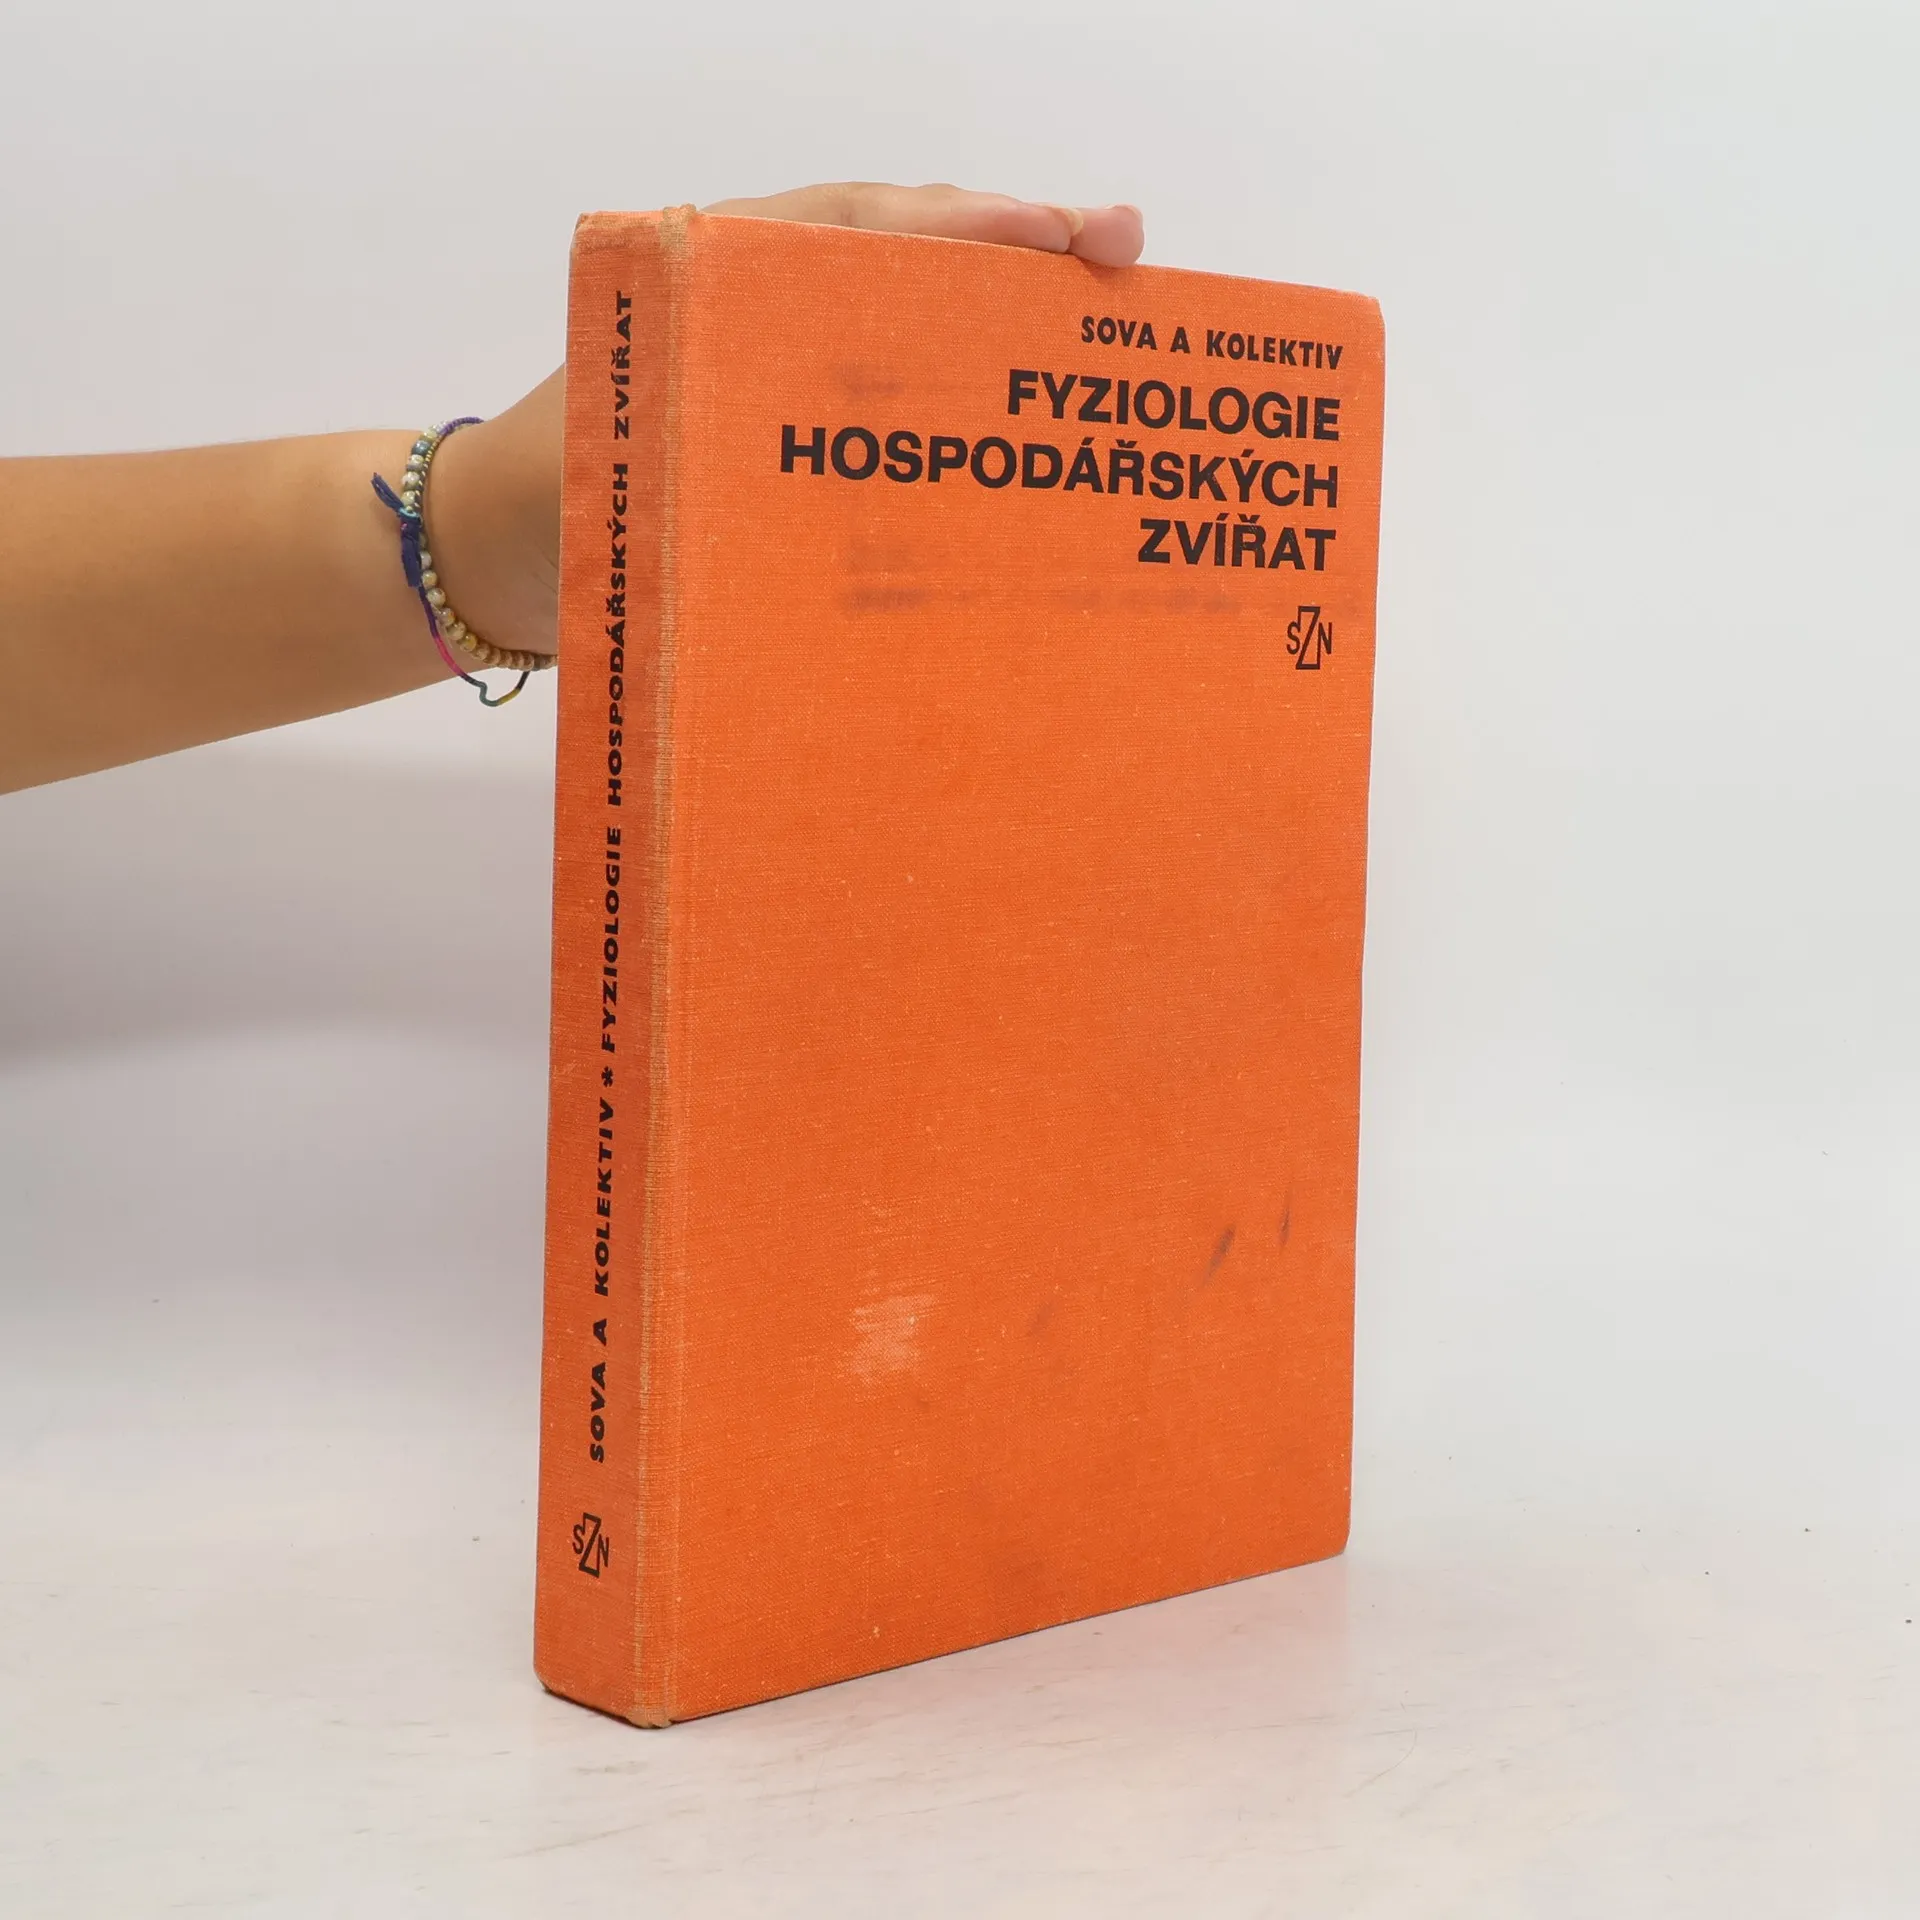 SOVA A KOLEKTIV
FYZIOLOGIE
HOSPODÁŘSKÝCH
ZVÍŘAT
SZN
SOVA A KOLEKTIV * FYZIOLOGIE HOSPODÁŘSKÝCH ZVÍŘAT
SZN